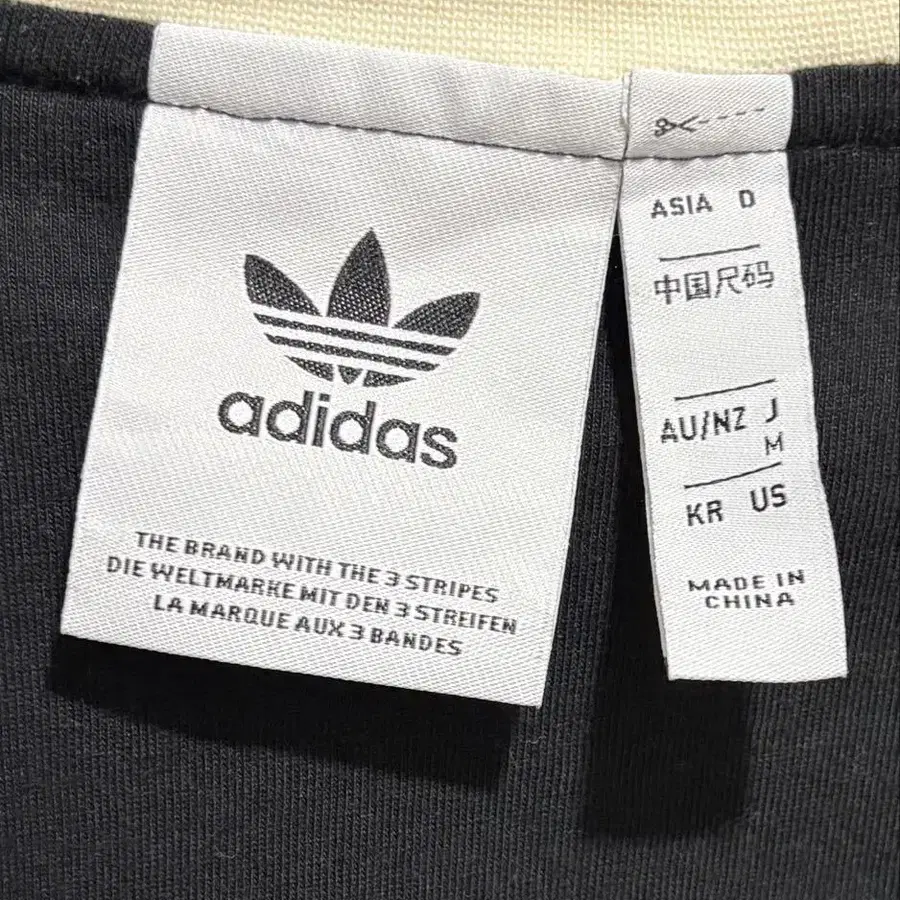 adidas
THE BRAND WITH THE 3 STRIPES
DIE WELTMARKE MIT DEN 3 STREIFEN
LA MARQUE AUX 3 BANDES
ASIA D
中国尺码
AU/NZ J
M
KR US
MADE IN
CHINA